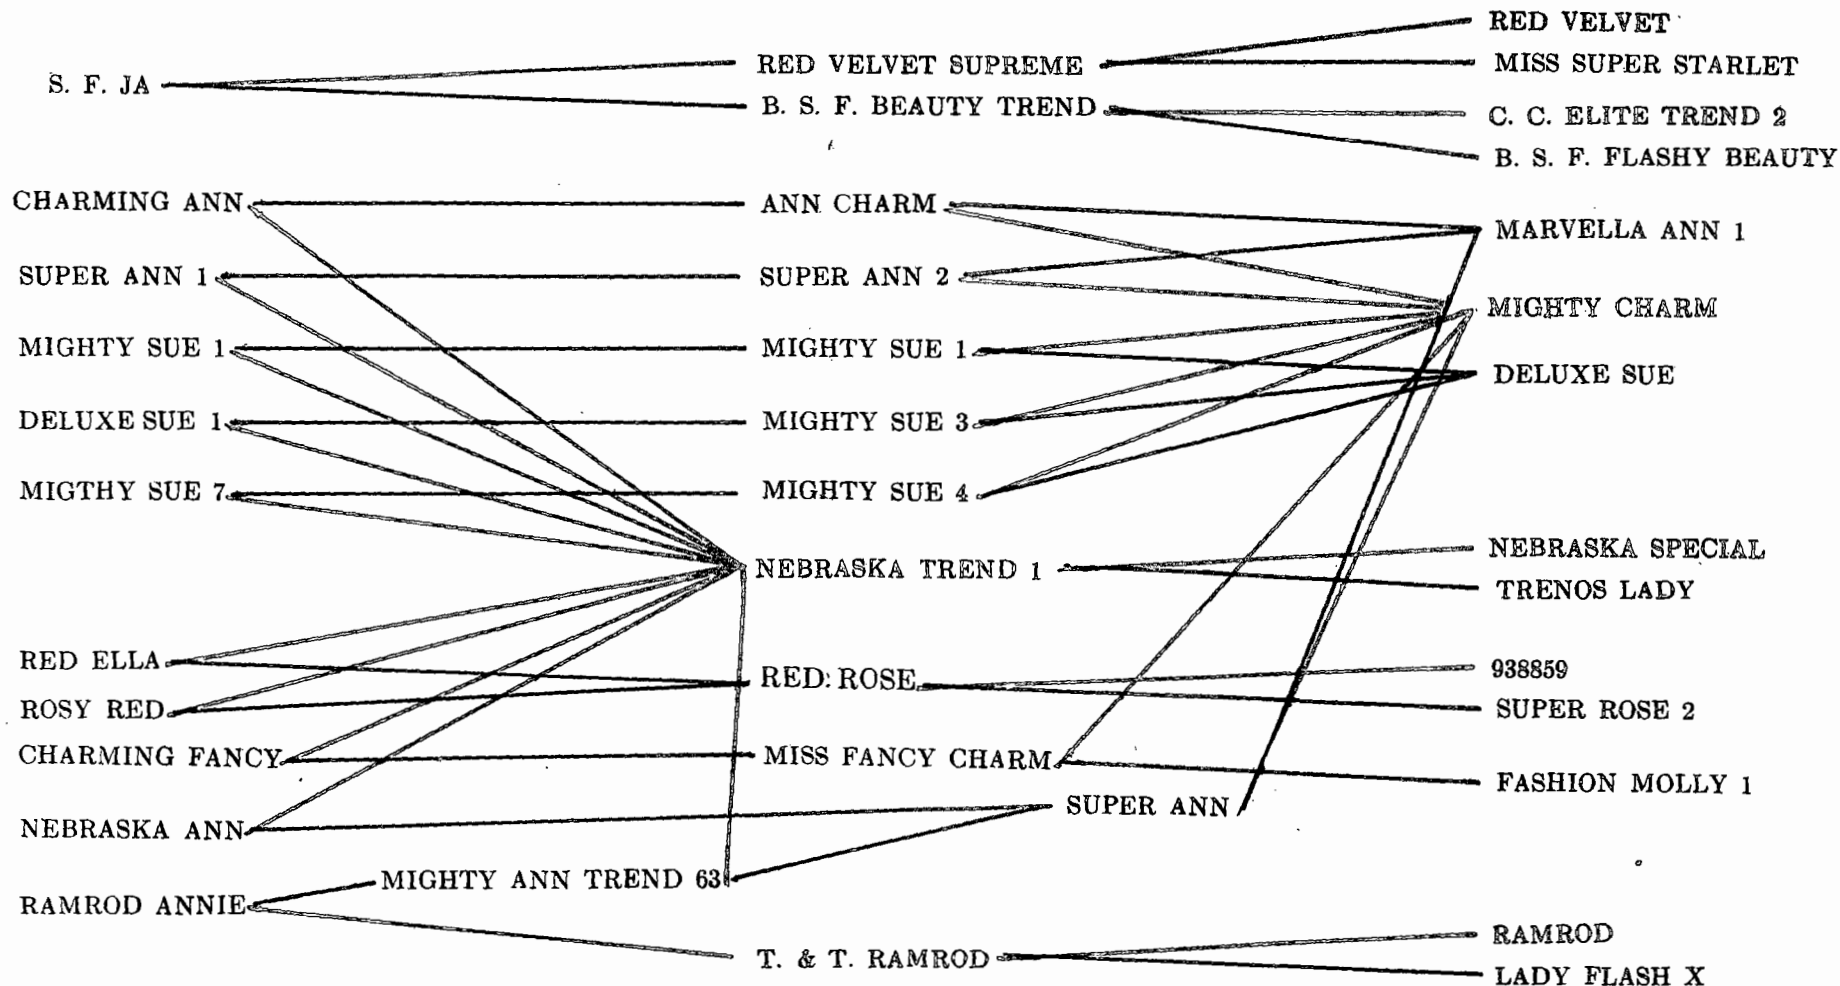 RED VELVET
S. F. JA
RED VELVET SUPREME
MISS SUPER STARLET
B. S. F. BEAUTY TREND
C. C. ELITE TREND 2
B. S. F. FLASHY BEAUTY
CHARMING ANN
ANN CHARM
MARVELLA ANN 1
SUPER ANN 1
SUPER ANN 2
MIGHTY CHARM
MIGHTY SUE 1
MIGHTY SUE 1
DELUXE SUE
DELUXE SUE 1
MIGHTY SUE 3
MIGTHY SUE 7
MIGHTY SUE 4
NEBRASKA TREND 1
NEBRASKA SPECIAL
TRENOS LADY
RED ELLA
RED: ROSE
938859
ROSY RED
SUPER ROSE 2
CHARMING FANCY
MISS FANCY CHARM
FASHION MOLLY 1
NEBRASKA ANN
SUPER ANN
MIGHTY ANN TREND 63
RAMROD ANNIE
T. & T. RAMROD
RAMROD
LADY FLASH X